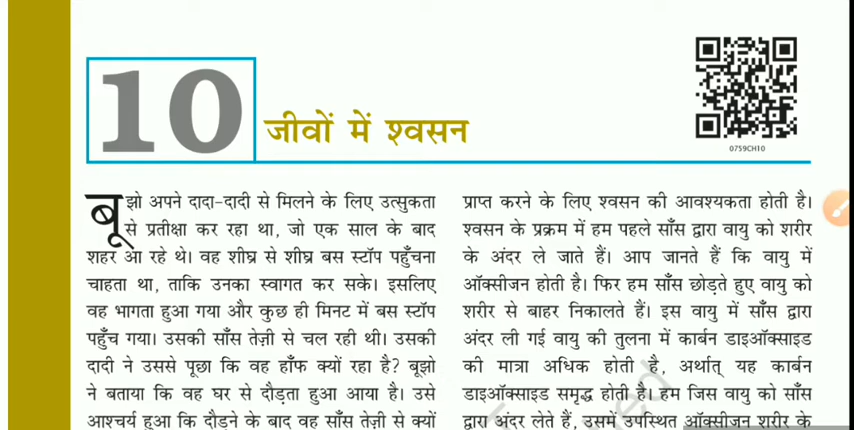 10
जीवों में श्वसन
0759CH10
बूझो अपने दादा-दादी से मिलने के लिए उत्सुकता
से प्रतीक्षा कर रहा था, जो एक साल के बाद
शहर आ रहे थे। वह शीघ्र से शीघ्र बस स्टॉप पहुँचना
चाहता था, ताकि उनका स्वागत कर सके। इसलिए
वह भागता हुआ गया और कुछ ही मिनट में बस स्टॉप
पहुँच गया। उसकी साँस तेज़ी से चल रही थी। उसकी
दादी ने उससे पूछा कि वह हाँफ क्यों रहा है? बूझो
ने बताया कि वह घर से दौड़ता हुआ आया है। उसे
आश्चर्य हुआ कि दौड़ने के बाद वह साँस तेज़ी से क्यों
प्राप्त करने के लिए श्वसन की आवश्यकता होती है।
श्वसन के प्रक्रम में हम पहले साँस द्वारा वायु को शरीर
के अंदर ले जाते हैं। आप जानते हैं कि वायु में
ऑक्सीजन होती है। फिर हम साँस छोड़ते हुए वायु को
शरीर से बाहर निकालते हैं। इस वायु में साँस द्वारा
अंदर ली गई वायु की तुलना में कार्बन डाइऑक्साइड
की मात्रा अधिक होती है, अर्थात् यह कार्बन
डाइऑक्साइड समृद्ध होती है। हम जिस वायु को साँस
द्वारा अंदर लेते हैं, उसमें उपस्थित ऑक्सीजन शरीर के